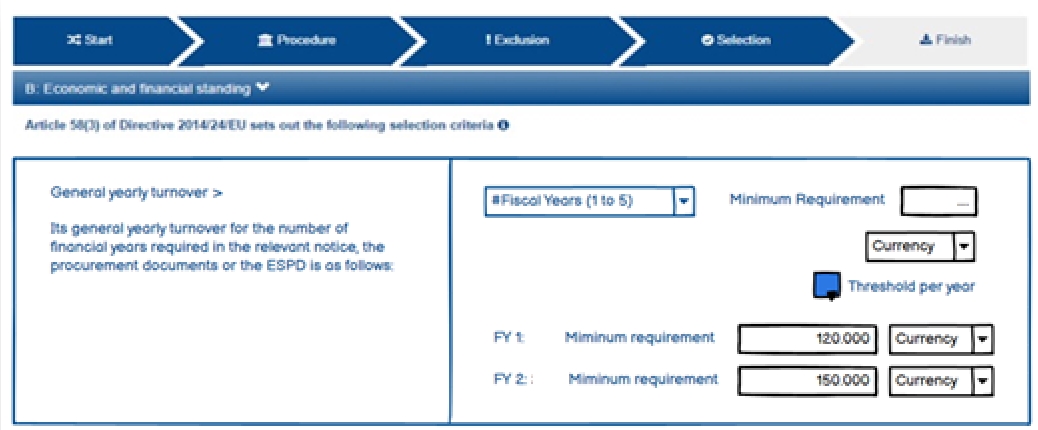 Start
Procedure
! Exclusion
Selection
Finish
B: Economic and financial standing
Article 58(3) of Directive 2014/24/EU sets out the following selection criteria
General yearly turnover >
Its general yearly turnover for the number of
financial years required in the relevant notice, the
procurement documents or the ESPD is as follows:
#Fiscal Years (1 to 5)
Minimum Requirement ...
Currency
Threshold per year
FY 1: Miminum requirement 120.000 Currency
FY 2: : Miminum requirement 150.000 Currency